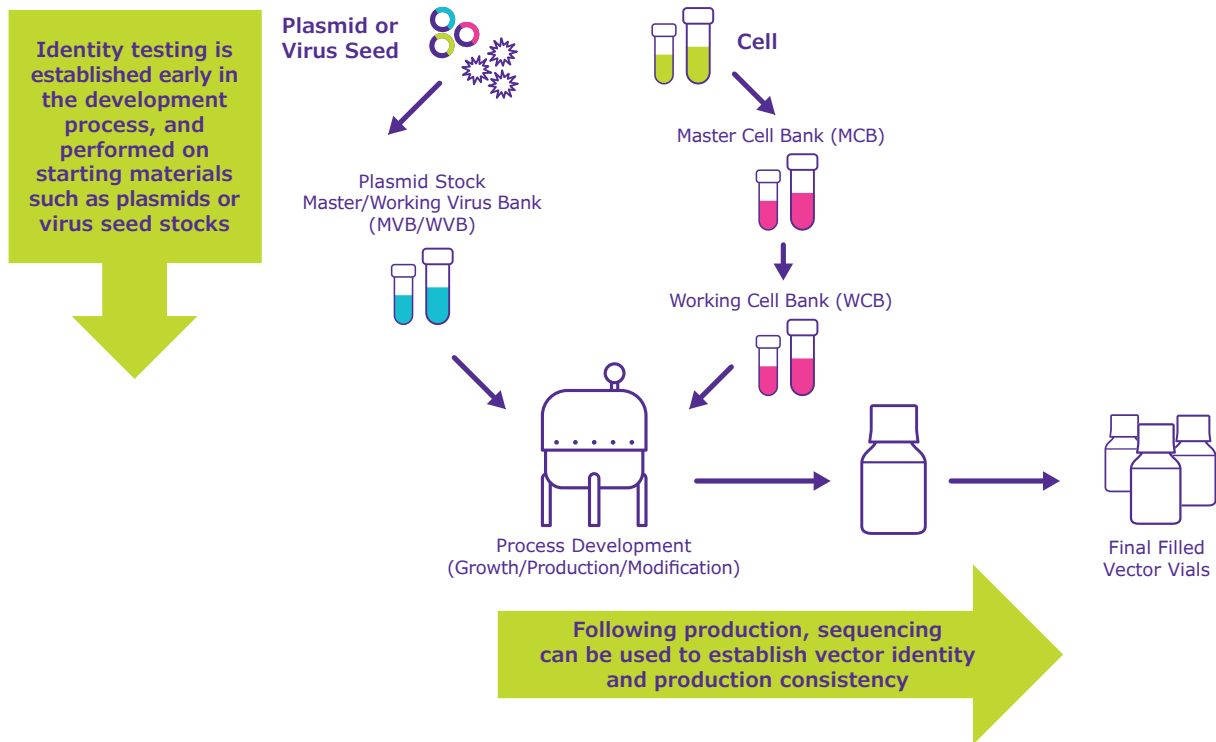 Identity testing is
established early in
the development
process, and
performed on
starting materials
such as plasmids or
virus seed stocks
Plasmid or
Virus Seed
Cell
Master Cell Bank (MCB)
Plasmid Stock
Master/Working Virus Bank
(MVB/WVB)
Working Cell Bank (WCB)
Process Development
(Growth/Production/Modification)
Final Filled
Vector Vials
Following production, sequencing
can be used to establish vector identity
and production consistency